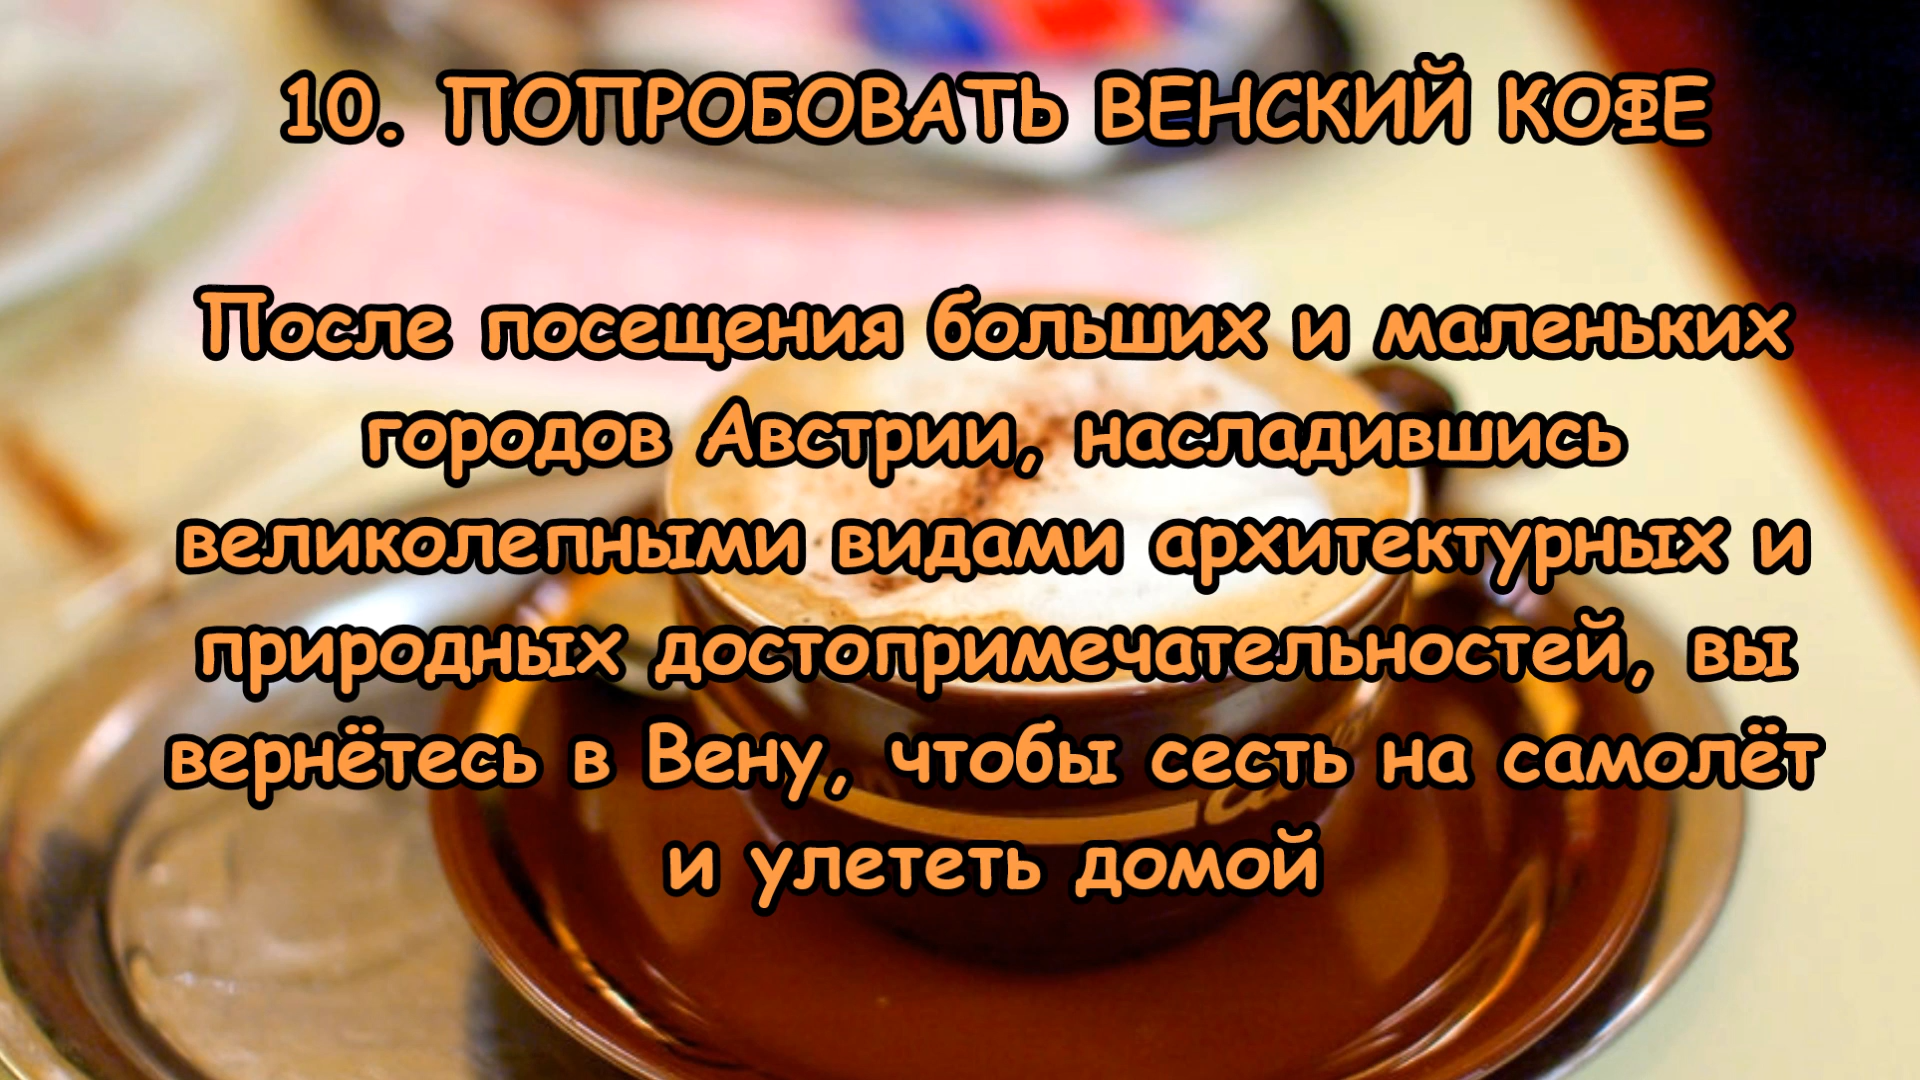 10. ПОПРОБОВАТЬ ВЕНСКИЙ КОФЕ
После посещения больших и маленьких
городов Австрии, насладившись
великолепными видами архитектурных и
природных достопримечательностей, вы
вернётесь в Вену, чтобы сесть на самолёт
и улететь домой